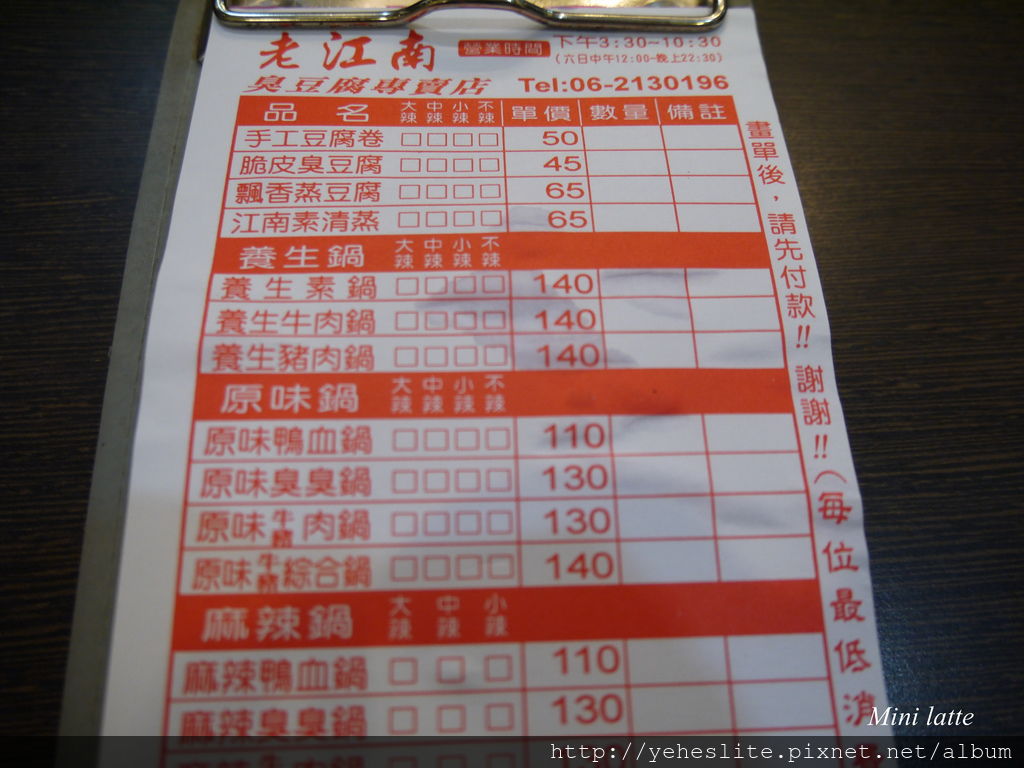 老江南 營業時間 下午3:30~10:30
(六日中午12:00~晚上22:30)
臭豆腐專賣店 Tel:06-2130196
品名 大辣 中辣 小辣 不辣 單價 數量 備註
手工豆腐卷 □□□□ 50
脆皮臭豆腐 □□□□ 45
飄香蒸豆腐 □□□□ 65
江南素清蒸 □□□□ 65
養生鍋 大辣 中辣 小辣 不辣
養生素鍋 □□□□ 140
養生牛肉鍋 □□□□ 140
養生豬肉鍋 □□□□ 140
原味鍋 大辣 中辣 小辣 不辣
原味鴨血鍋 □□□□ 110
原味臭臭鍋 □□□□ 130
原味牛豬肉鍋 □□□□ 130
原味牛豬綜合鍋 □□□□ 140
麻辣鍋 大辣 中辣 小辣
麻辣鴨血鍋 □□□ 110
麻辣臭臭鍋 □□□ 130
畫單後,請先付款!! 謝謝!!(每位最低消
Mini latte
http://yeheslite.pixnet.net/album